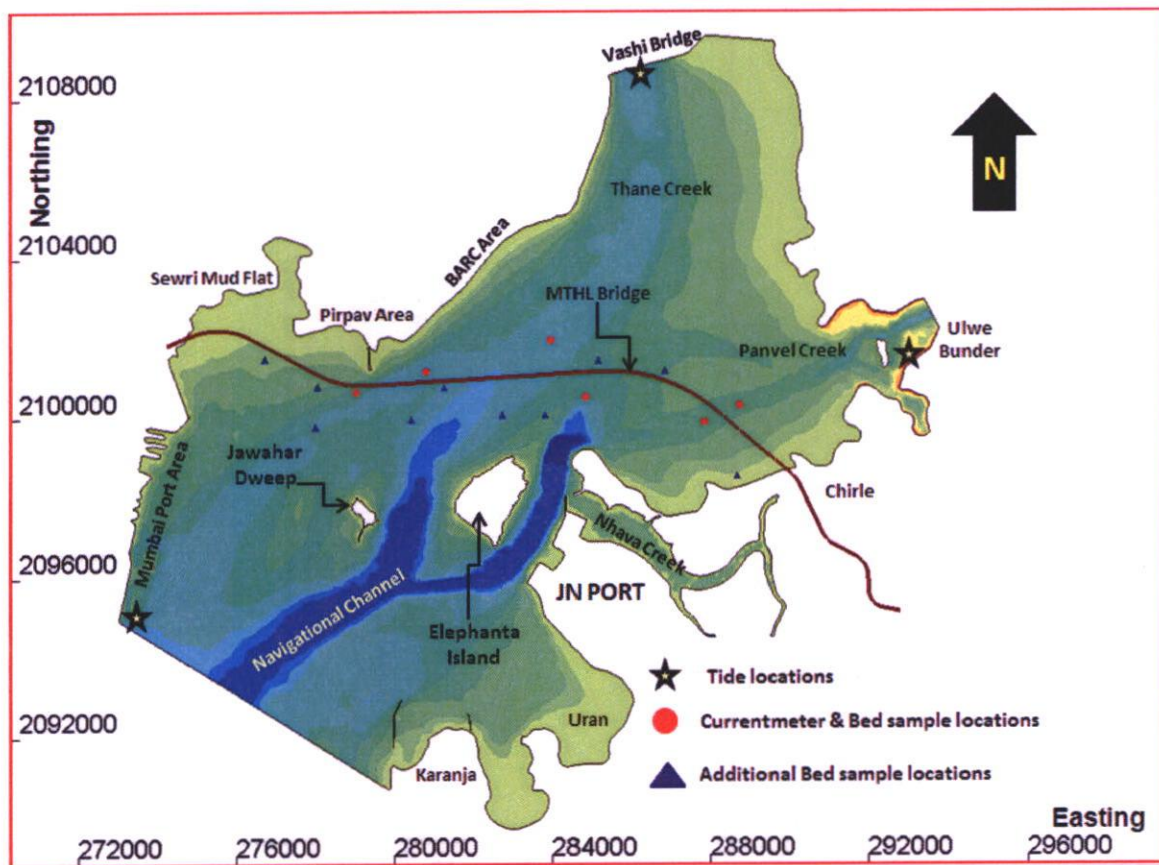 Vashi Bridge
2108000
Northing
N
Thane Creek
2104000
BARC Area
Sewri Mud Flat
MTHL Bridge
Pirpav Area
Ulwe
Bunder
Panvel Creek
2100000
Jawahar
Dweep
Chirle
Mumbai Port Area
Nhava Creek
2096000
JN PORT
Navigational Channel
Elephanta
Island
Tide locations
Uran
Currentmeter & Bed sample locations
2092000
Karanja
Additional Bed sample locations
Easting
272000
276000
280000
284000
288000
292000
296000